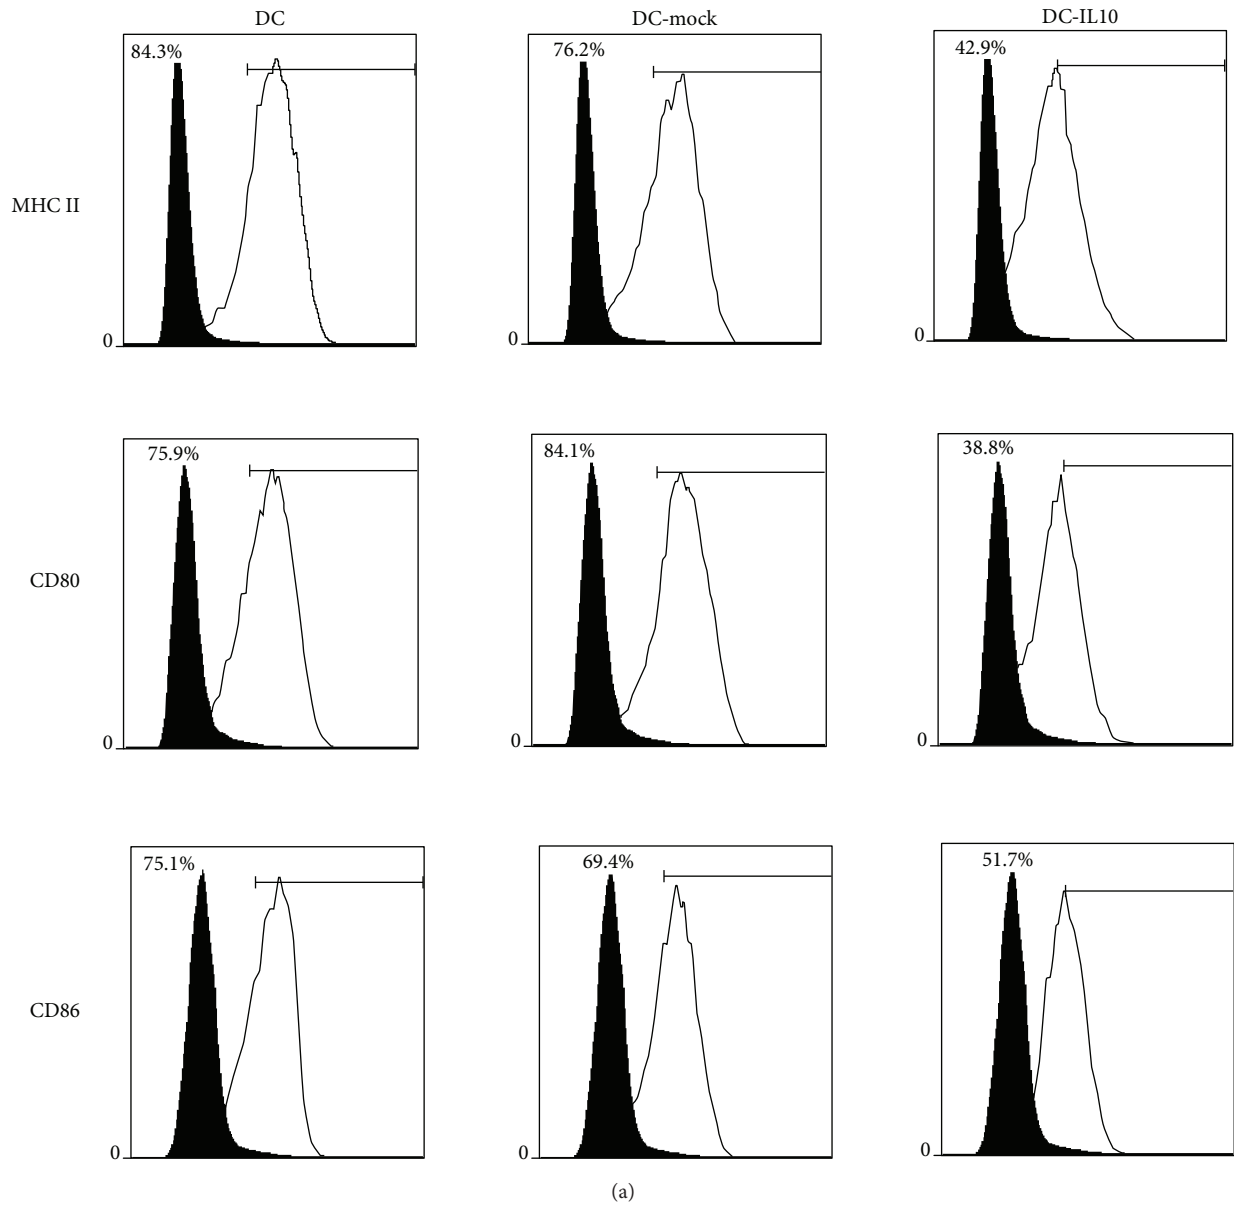 DC DC-mock DC-IL10
84.3% 76.2% 42.9%
MHC II
0 0 0
75.9% 84.1% 38.8%
CD80
0 0 0
75.1% 69.4% 51.7%
CD86
0 0 0
(a)